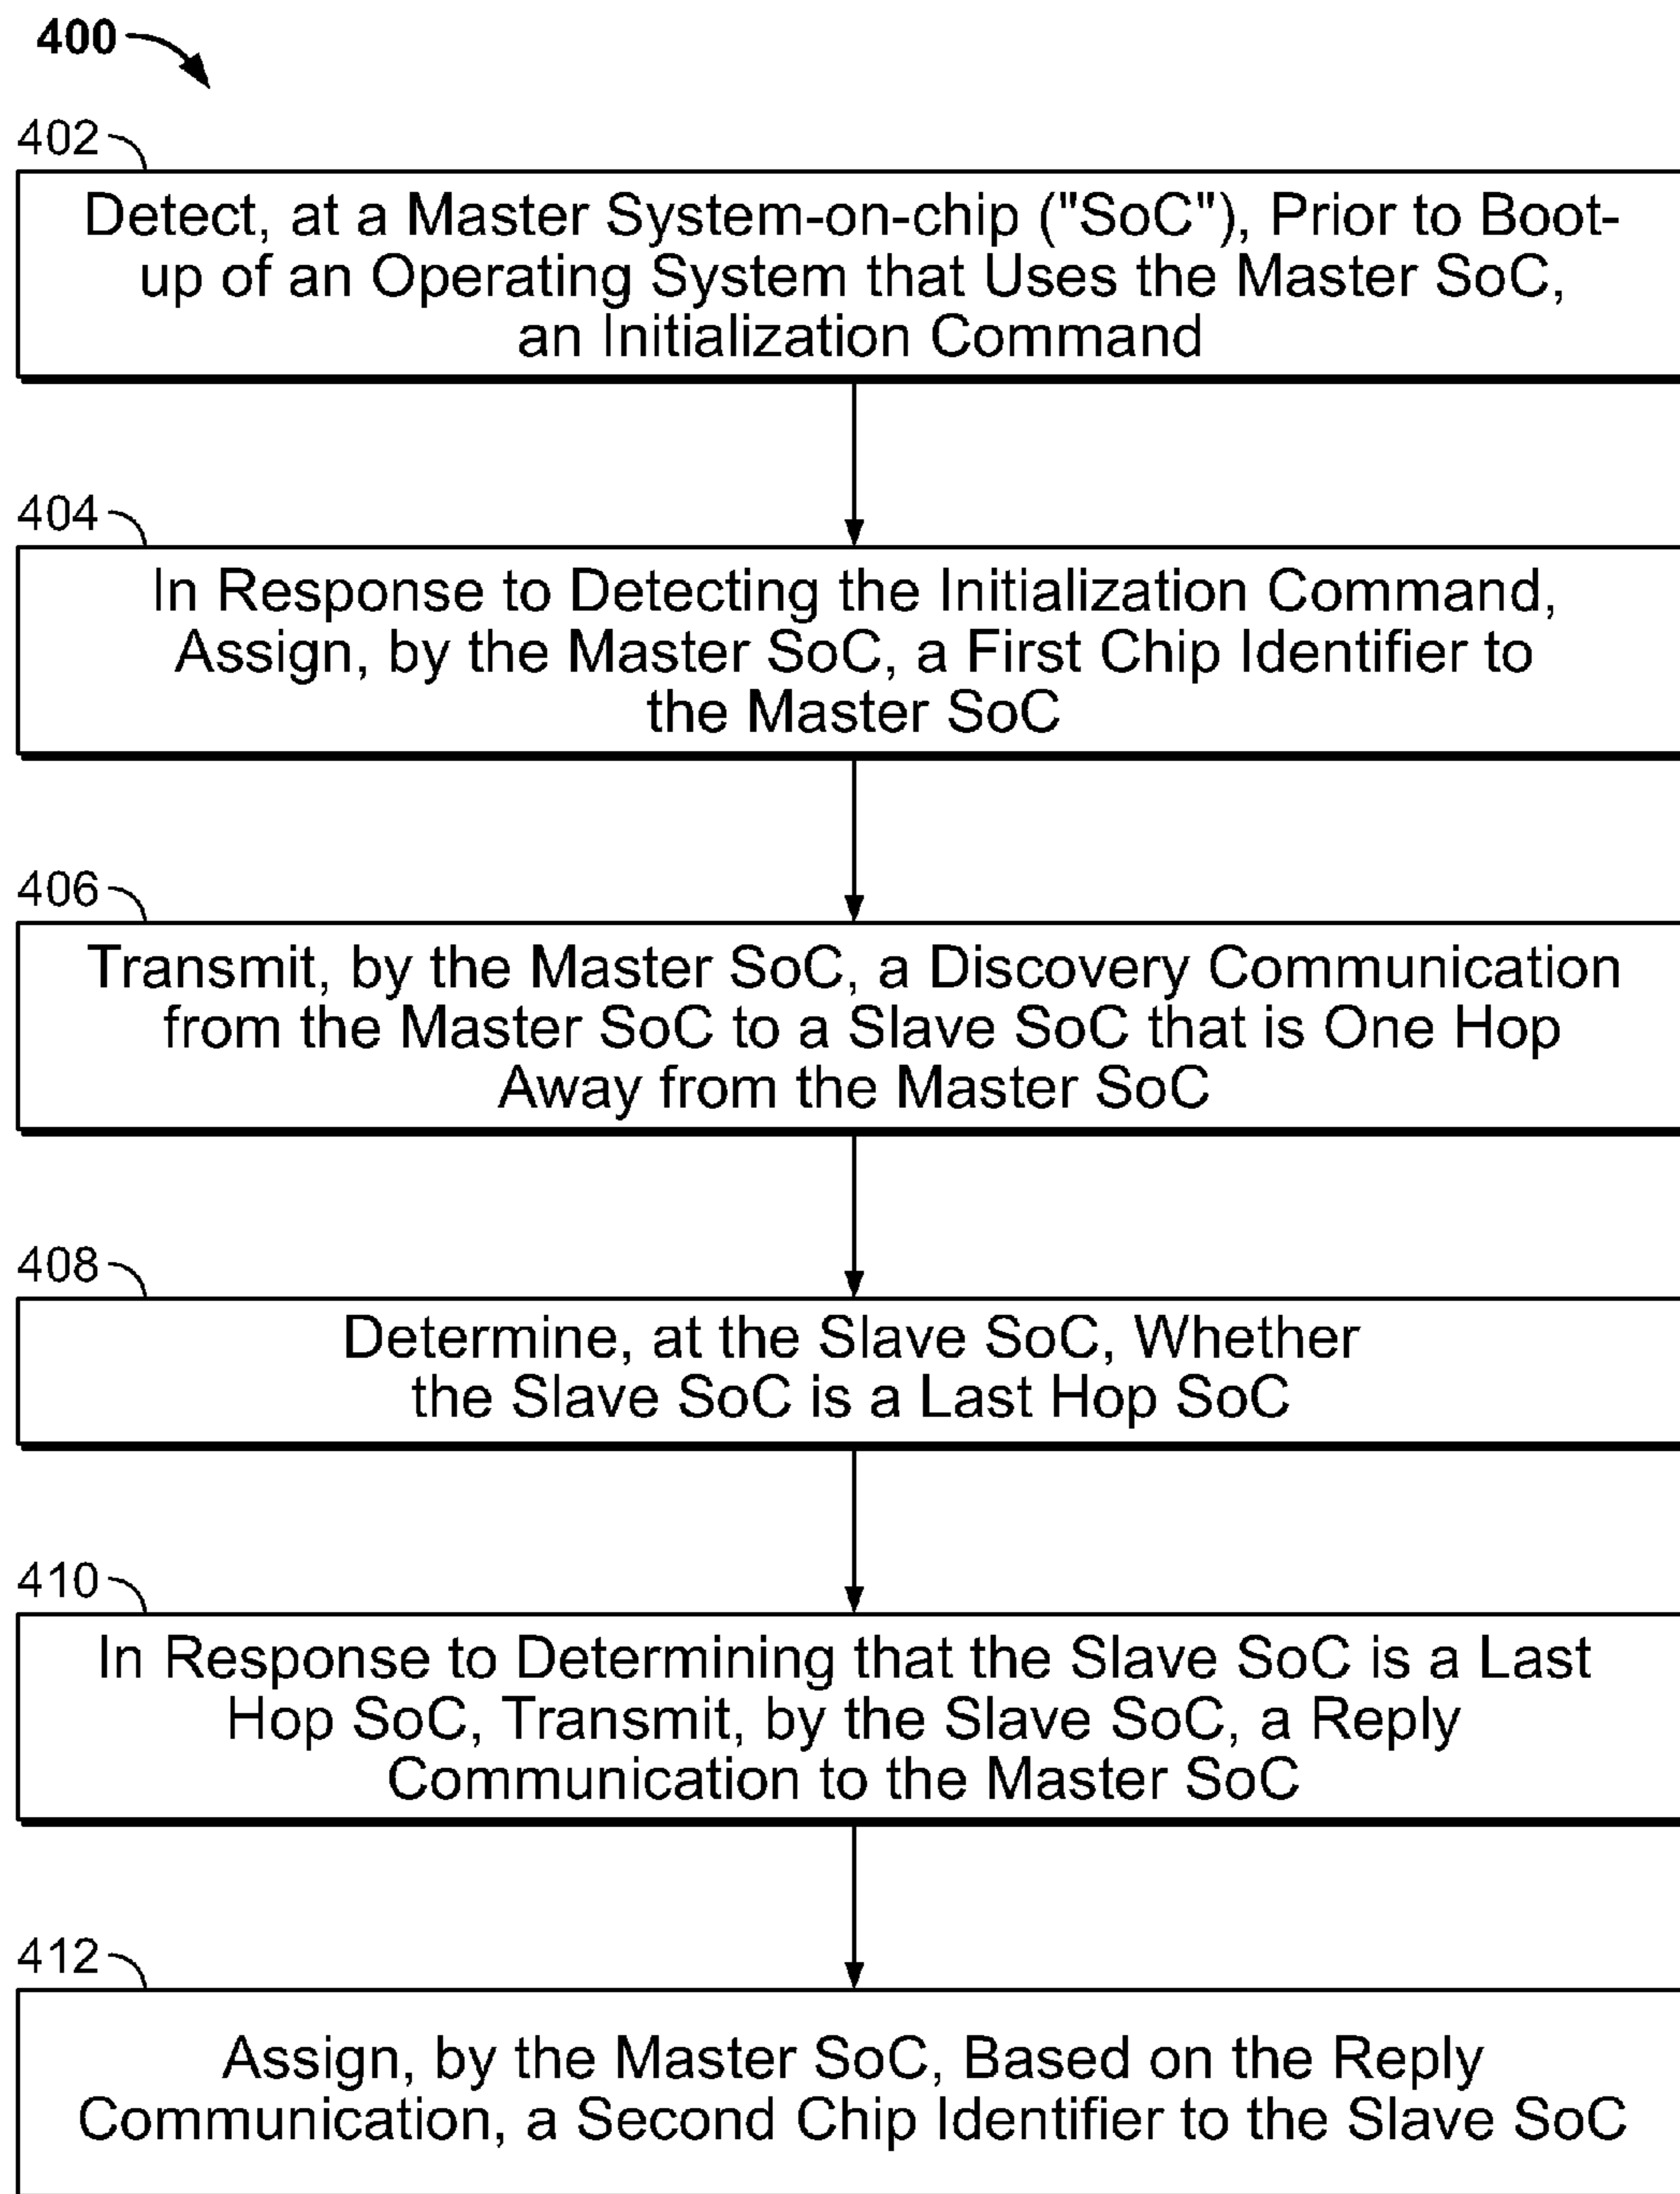 400
402
Detect, at a Master System-on-chip ("SoC"), Prior to Boot-
up of an Operating System that Uses the Master SoC,
an Initialization Command
404
In Response to Detecting the Initialization Command,
Assign, by the Master SoC, a First Chip Identifier to
the Master SoC
406
Transmit, by the Master SoC, a Discovery Communication
from the Master SoC to a Slave SoC that is One Hop
Away from the Master SoC
408
Determine, at the Slave SoC, Whether
the Slave SoC is a Last Hop SoC
410
In Response to Determining that the Slave SoC is a Last
Hop SoC, Transmit, by the Slave SoC, a Reply
Communication to the Master SoC
412
Assign, by the Master SoC, Based on the Reply
Communication, a Second Chip Identifier to the Slave SoC